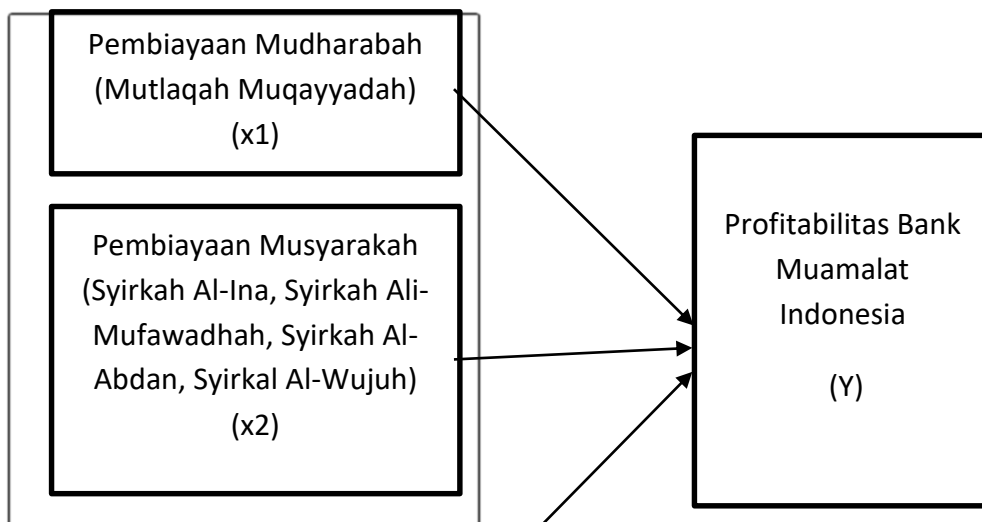 Pembiayaan Mudharabah
(Mutlaqah Muqayyadah)
(x1)
Pembiayaan Musyarakah
(Syirkah Al-Ina, Syirkah Ali-
Mufawadhah, Syirkah Al-
Abdan, Syirkal Al-Wujuh)
(x2)
Profitabilitas Bank
Muamalat
Indonesia
(Y)